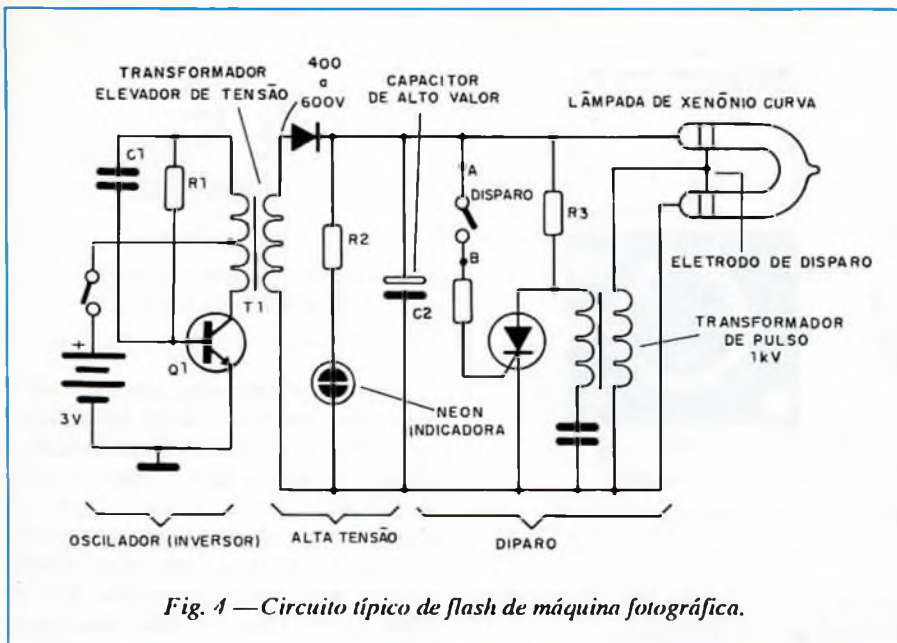 400
a
600V
TRANSFORMADOR
ELEVADOR DE TENSÃO
CAPACITOR
DE ALTO VALOR
LÂMPADA DE XENÔNIO CURVA
C1
R1
A
DISPARO
R3
R2
B
ELETRODO DE DISPARO
T1
C2
TRANSFORMADOR
DE PULSO
1kV
+
Q1
3V
NEON
INDICADORA
OSCILADOR (INVERSOR)
ALTA TENSÃO
DIPARO
Fig. 4 — Circuito típico de flash de máquina fotográfica.